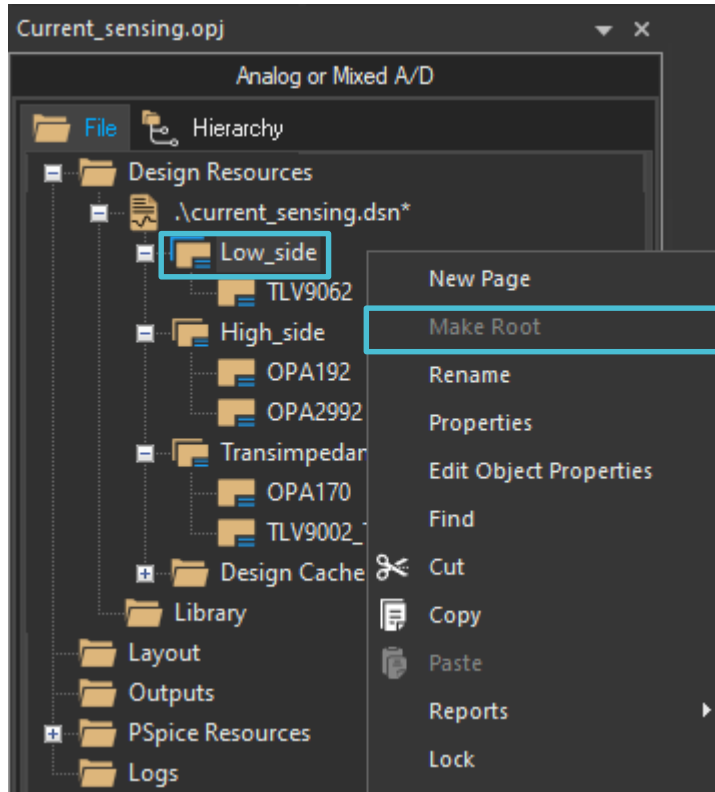 Current_sensing.opj
Analog or Mixed A/D
File
Hierarchy
Design Resources
.\current_sensing.dsn*
Low_side
TLV9062
High_side
OPA192
OPA2992
Transimpedan
OPA170
TLV9002_
Design Cache
Library
Layout
Outputs
PSpice Resources
Logs
New Page
Make Root
Rename
Properties
Edit Object Properties
Find
Cut
Copy
Paste
Reports
Lock